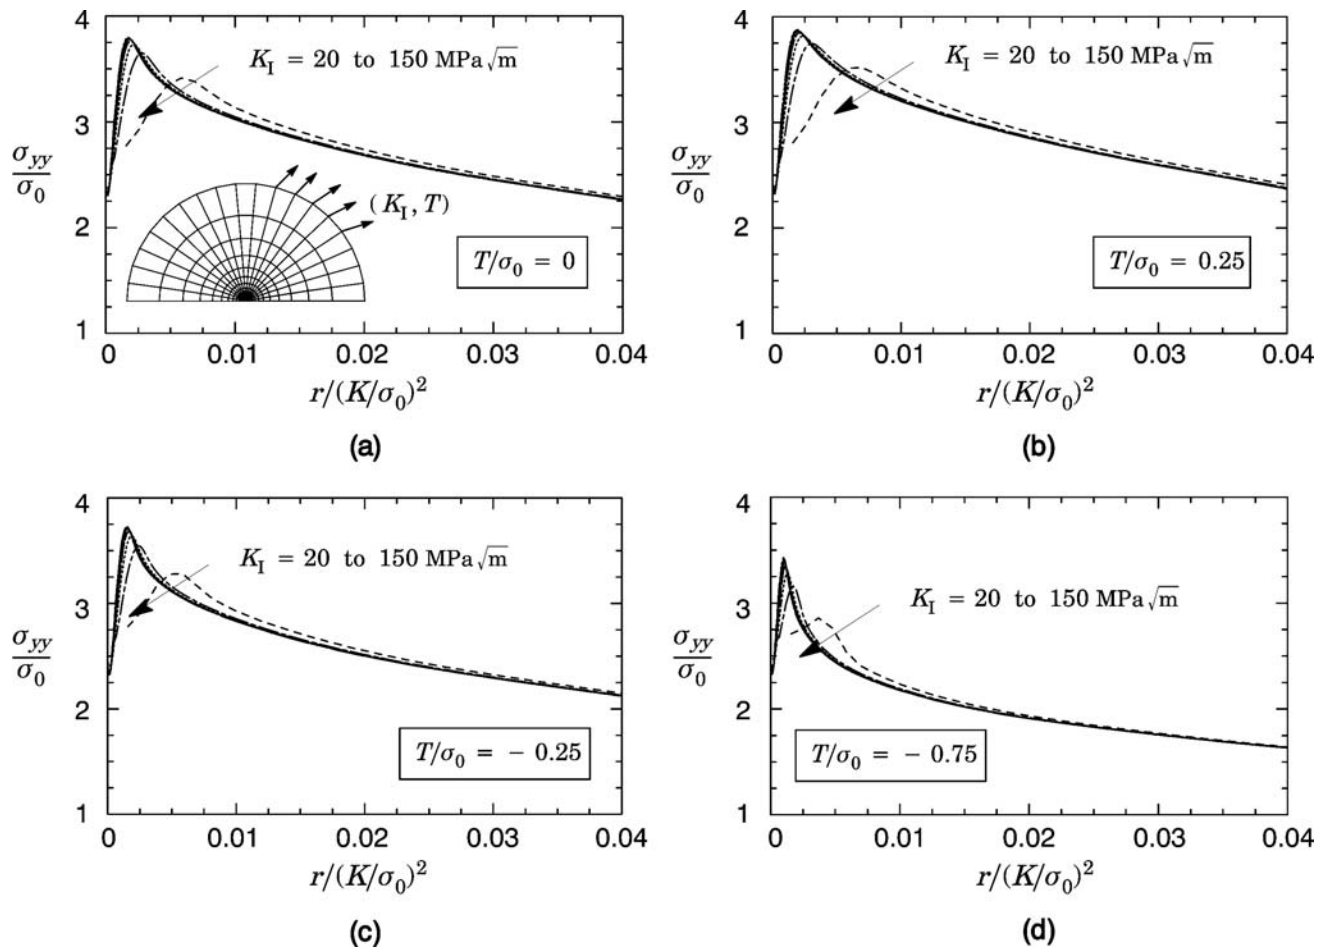 4
3
2
1
σyy/σ0
K_I = 20 to 150 MPa√m
(K_I, T)
T/σ0 = 0
0 0.01 0.02 0.03 0.04
r/(K/σ0)²
(a)
4
3
2
1
σyy/σ0
K_I = 20 to 150 MPa√m
T/σ0 = 0.25
0 0.01 0.02 0.03 0.04
r/(K/σ0)²
(b)
4
3
2
1
σyy/σ0
K_I = 20 to 150 MPa√m
T/σ0 = − 0.25
0 0.01 0.02 0.03 0.04
r/(K/σ0)²
(c)
4
3
2
1
σyy/σ0
K_I = 20 to 150 MPa√m
T/σ0 = − 0.75
0 0.01 0.02 0.03 0.04
r/(K/σ0)²
(d)